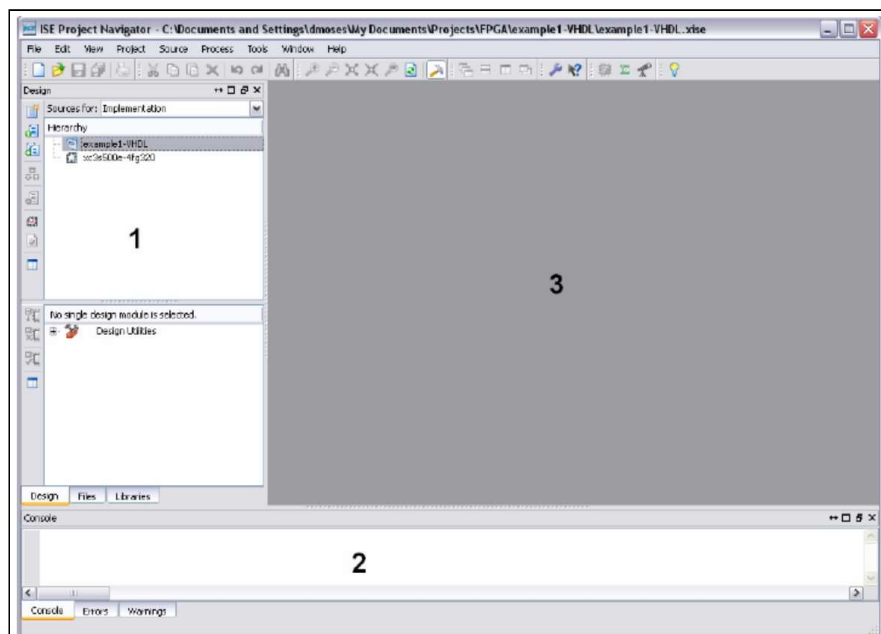 ISE Project Navigator - C:\Documents and Settings\dmoses\My Documents\Projects\FPGA\example1-VHDL\example1-VHDL.xise
File Edit View Project Source Process Tools Window Help
Design
Sources for: Implementation
Hierarchy
example1-VHDL
xc3s500e-4fg320
1
3
No single design module is selected.
Design Utilities
Design Files Libraries
Console
2
Console Errors Warnings